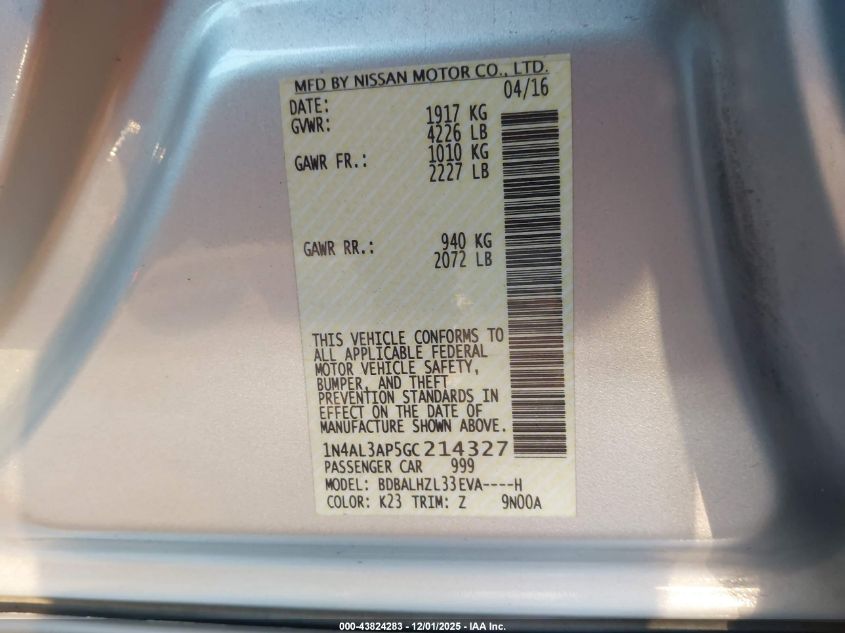 MFD BY NISSAN MOTOR CO., LTD.
DATE: 04/16
GVWR: 1917 KG
4226 LB
GAWR FR.: 1010 KG
2227 LB
GAWR RR.: 940 KG
2072 LB
THIS VEHICLE CONFORMS TO
ALL APPLICABLE FEDERAL
MOTOR VEHICLE SAFETY,
BUMPER, AND THEFT
PREVENTION STANDARDS IN
EFFECT ON THE DATE OF
MANUFACTURE SHOWN ABOVE.
1N4AL3AP5GC214327
PASSENGER CAR 999
MODEL: BDBALHZL33EVA----H
COLOR: K23 TRIM: Z 9N00A
000-43824283 - 12/01/2025 - IAA Inc.